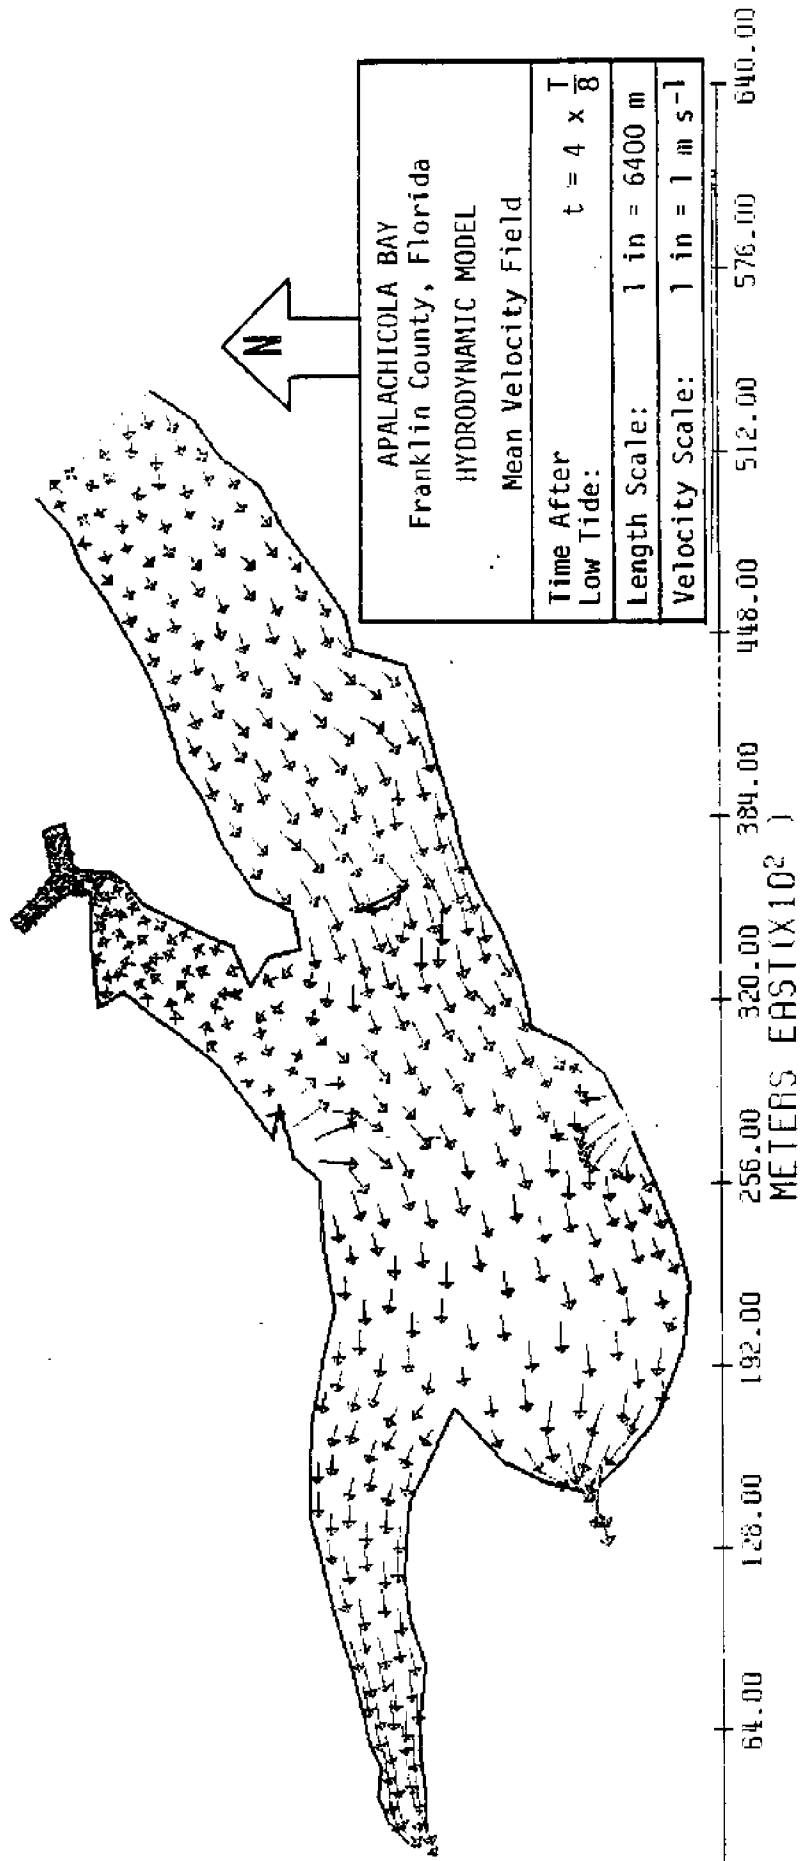 N
APALACHICOLA BAY
Franklin County, Florida
HYDRODYNAMIC MODEL
Mean Velocity Field
Time After
Low Tide: t = 4 x T/8
Length Scale: 1 in = 6400 m
Velocity Scale: 1 in = 1 m s-1
64.00 128.00 192.00 256.00 320.00 384.00 448.00 512.00 576.00 640.00
METERS EAST(X10² )